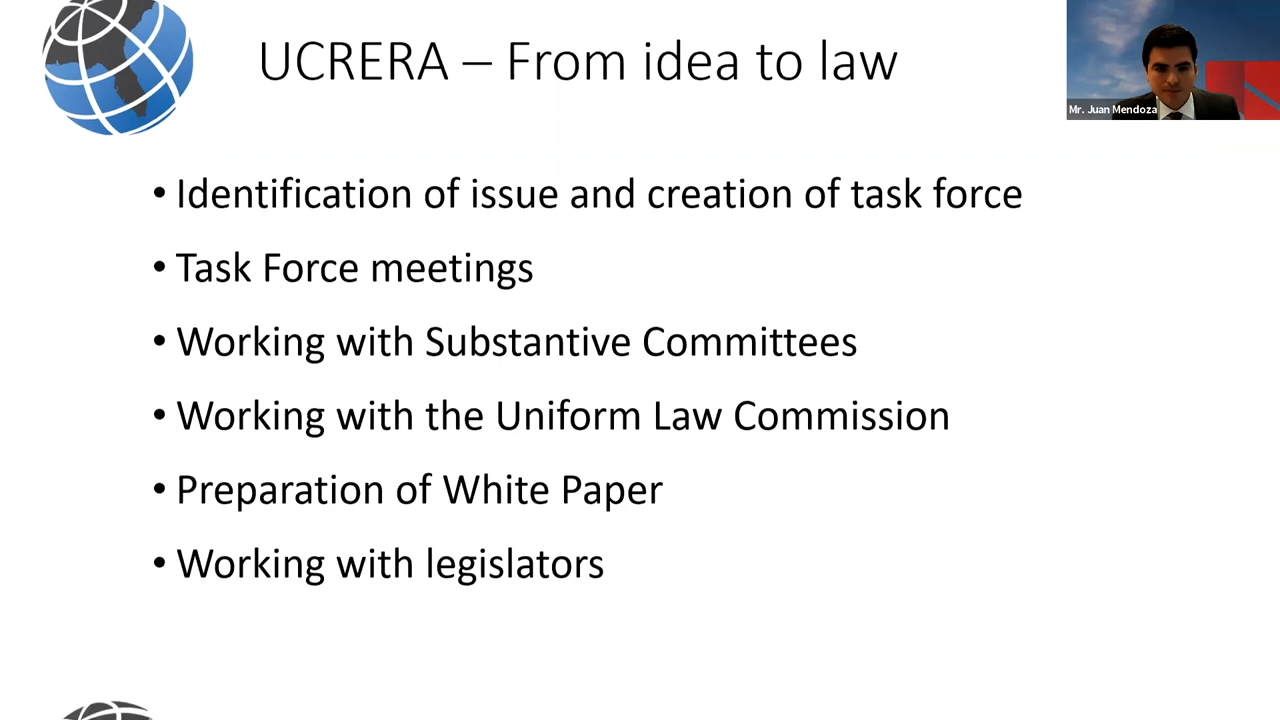 UCRERA – From idea to law
Mr. Juan Mendoza
• Identification of issue and creation of task force
• Task Force meetings
• Working with Substantive Committees
• Working with the Uniform Law Commission
• Preparation of White Paper
• Working with legislators